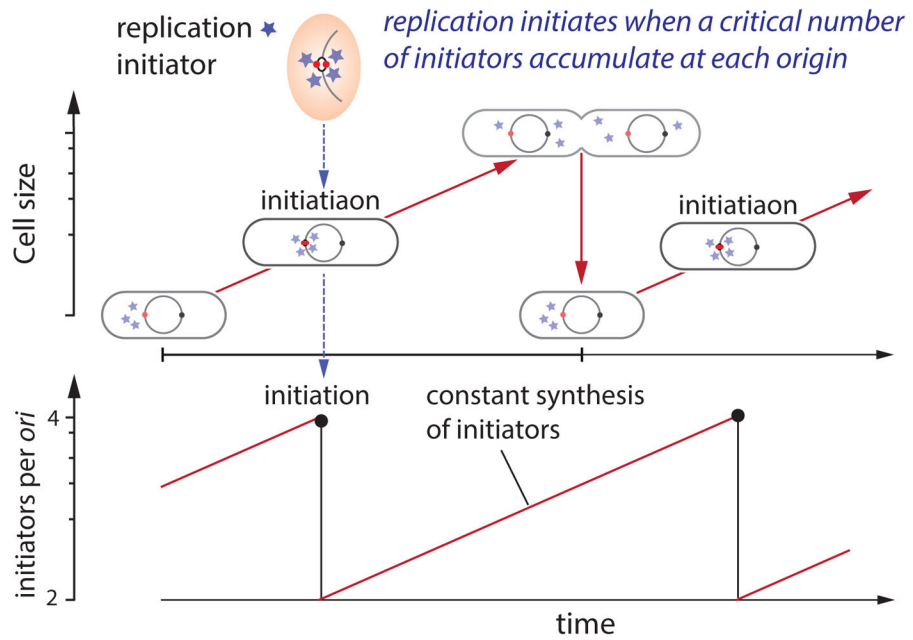 replication
initiator
replication initiates when a critical number
of initiators accumulate at each origin
Cell size
initiatiaon
initiatiaon
initiators per ori
4
2
initiation
constant synthesis
of initiators
time